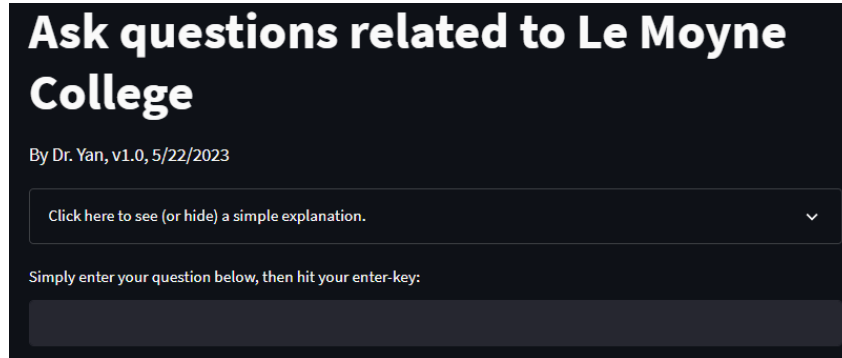 Ask questions related to Le Moyne
College
By Dr. Yan, v1.0, 5/22/2023
Click here to see (or hide) a simple explanation.
Simply enter your question below, then hit your enter-key: